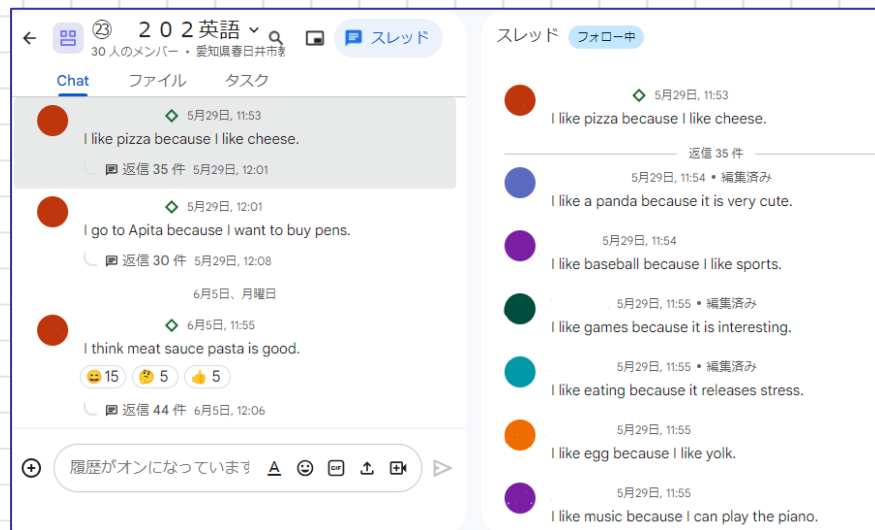 ㉓ ２０２英語
30 人のメンバー • 愛知県春日井市教
スレッド
Chat ファイル タスク
5月29日, 11:53
I like pizza because I like cheese.
返信 35 件 5月29日, 12:01
5月29日, 12:01
I go to Apita because I want to buy pens.
返信 30 件 5月29日, 12:08
6月5日、月曜日
6月5日, 11:55
I think meat sauce pasta is good.
15 5 5
返信 44 件 6月5日, 12:06
履歴がオンになっています
A GIF
スレッド フォロー中
5月29日, 11:53
I like pizza because I like cheese.
返信 35 件
5月29日, 11:54 • 編集済み
I like a panda because it is very cute.
5月29日, 11:54
I like baseball because I like sports.
5月29日, 11:55 • 編集済み
I like games because it is interesting.
5月29日, 11:55 • 編集済み
I like eating because it releases stress.
5月29日, 11:55
I like egg because I like yolk.
5月29日, 11:55
I like music because I can play the piano.